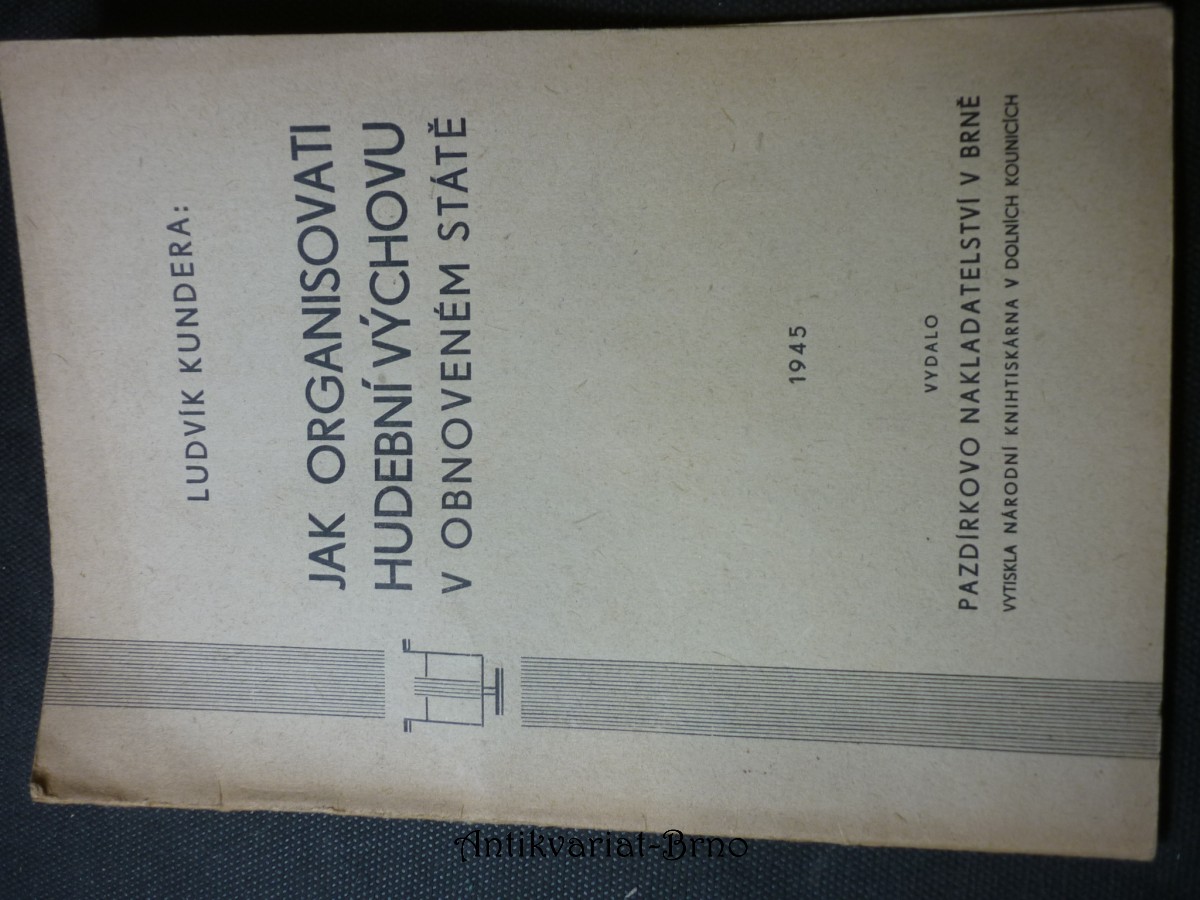 LUDVÍK KUNDERA:
JAK ORGANISOVATI
HUDEBNÍ VÝCHOVU
V OBNOVENÉM STÁTĚ
1945
VYDALO
PAZDÍRKOVO NAKLADATELSTVÍ V BRNĚ
VYTISKLA NÁRODNÍ KNIHTISKÁRNA V DOLNÍCH KOUNICÍCH
Antikvariat-Brno